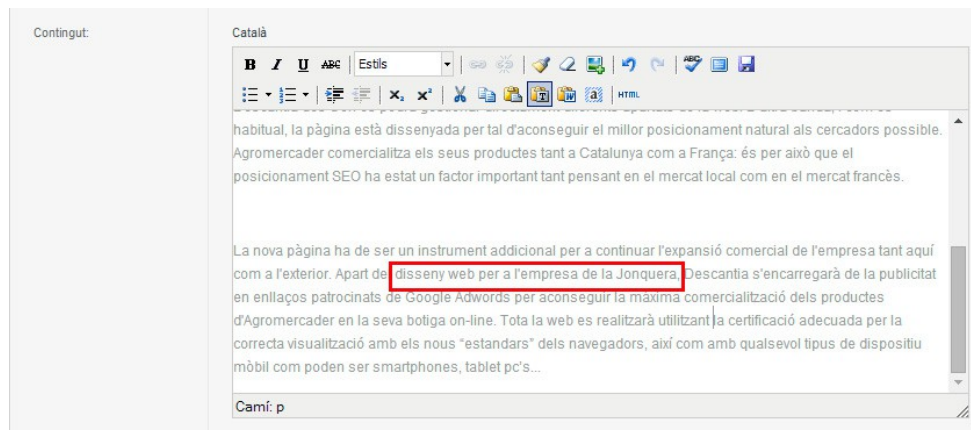 Contingut:
Català
B I U ABC Estils
ABC
X₂ x² HTML
habitual, la pàgina està dissenyada per tal d'aconseguir el millor posicionament natural als cercadors possible.
Agromercader comercialitza els seus productes tant a Catalunya com a França: és per això que el
posicionament SEO ha estat un factor important tant pensant en el mercat local com en el mercat francès.
La nova pàgina ha de ser un instrument addicional per a continuar l'expansió comercial de l'empresa tant aquí
com a l'exterior. Apart del disseny web per a l'empresa de la Jonquera, Descantia s'encarregarà de la publicitat
en enllaços patrocinats de Google Adwords per aconseguir la màxima comercialització dels productes
d'Agromercader en la seva botiga on-line. Tota la web es realitzarà utilitzant la certificació adecuada per la
correcta visualització amb els nous “estandars” dels navegadors, així com amb qualsevol tipus de dispositiu
mòbil com poden ser smartphones, tablet pc's...
Camí: p